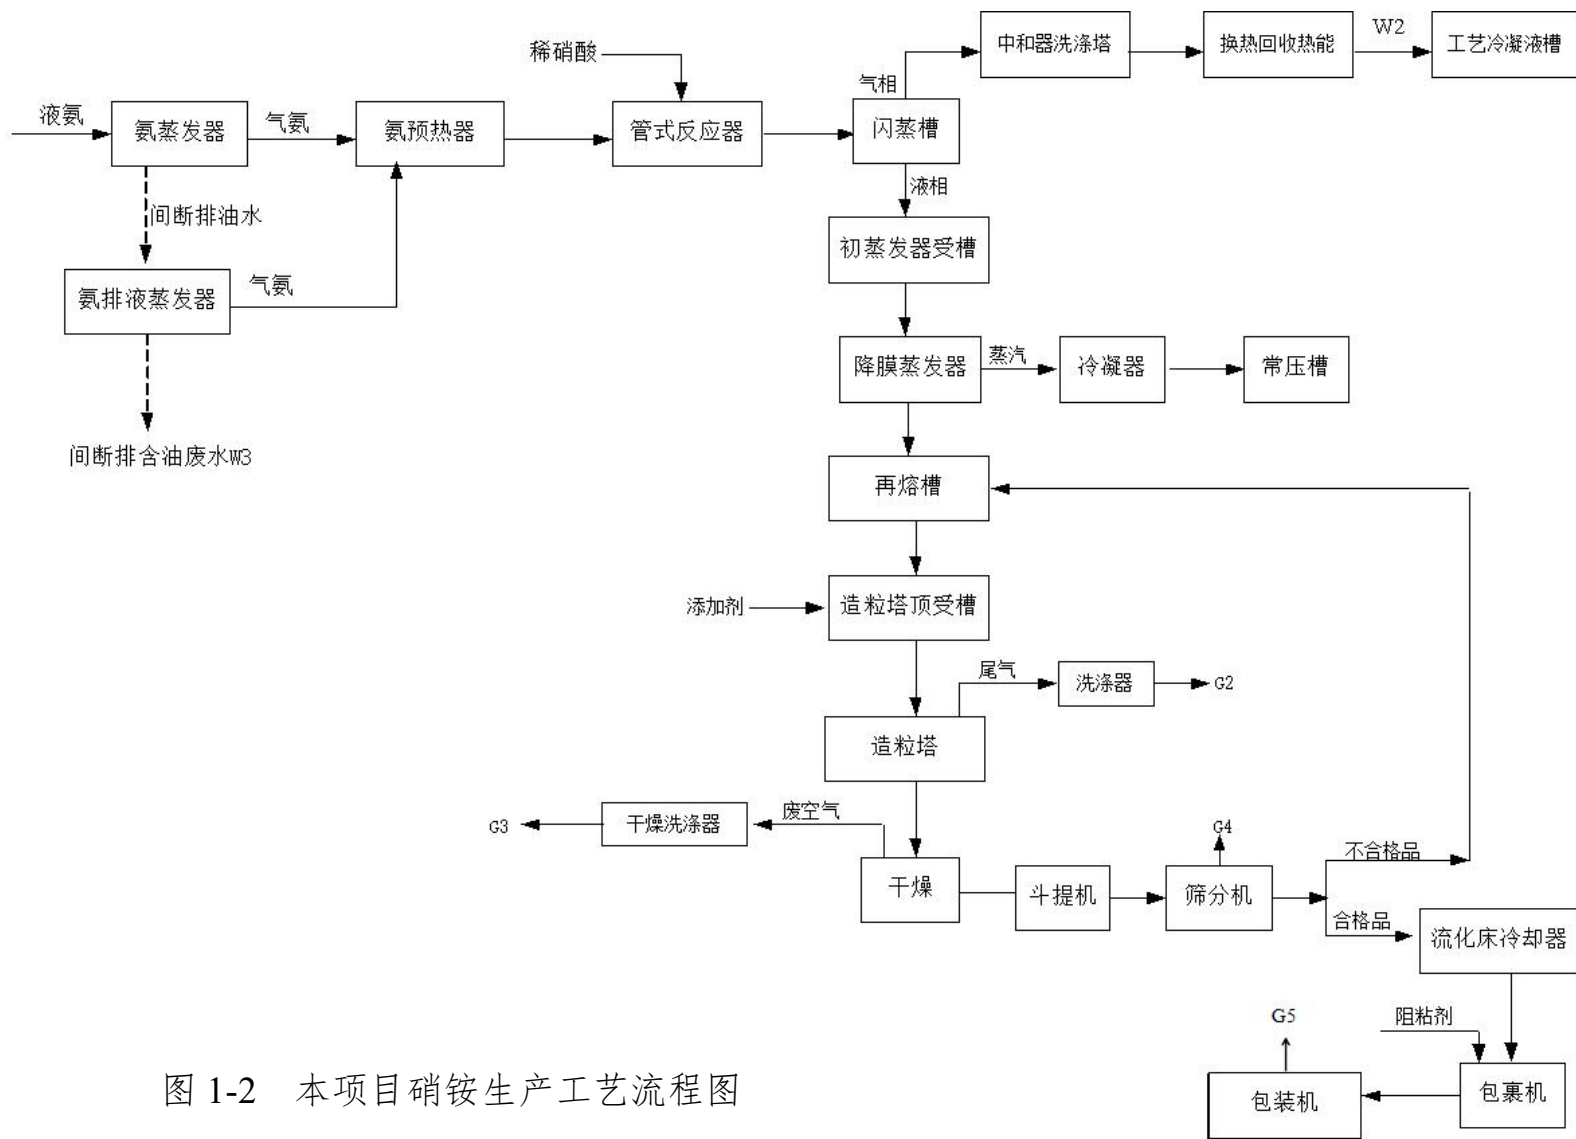 稀硝酸
中和器洗涤塔
换热回收热能
W2
工艺冷凝液槽
气相
液氨
氨蒸发器
气氨
氨预热器
管式反应器
闪蒸槽
液相
间断排油水
初蒸发器受槽
氨排液蒸发器
气氨
降膜蒸发器
蒸汽
冷凝器
常压槽
间断排含油废水W3
再熔槽
添加剂
造粒塔顶受槽
尾气
洗涤器
G2
造粒塔
G3
干燥洗涤器
废空气
G4
不合格品
干燥
斗提机
筛分机
合格品
流化床冷却器
G5
阻粘剂
包装机
包裹机
图 1-2 本项目硝铵生产工艺流程图